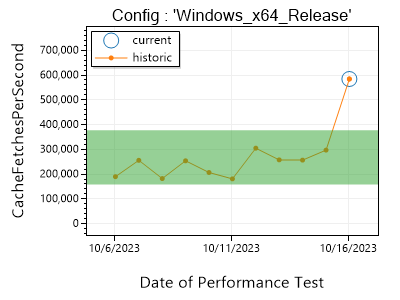 Config : 'Windows_x64_Release'
current
historic
CacheFetchesPerSecond
700,000
600,000
500,000
400,000
300,000
200,000
100,000
0
10/6/2023
10/11/2023
10/16/2023
Date of Performance Test